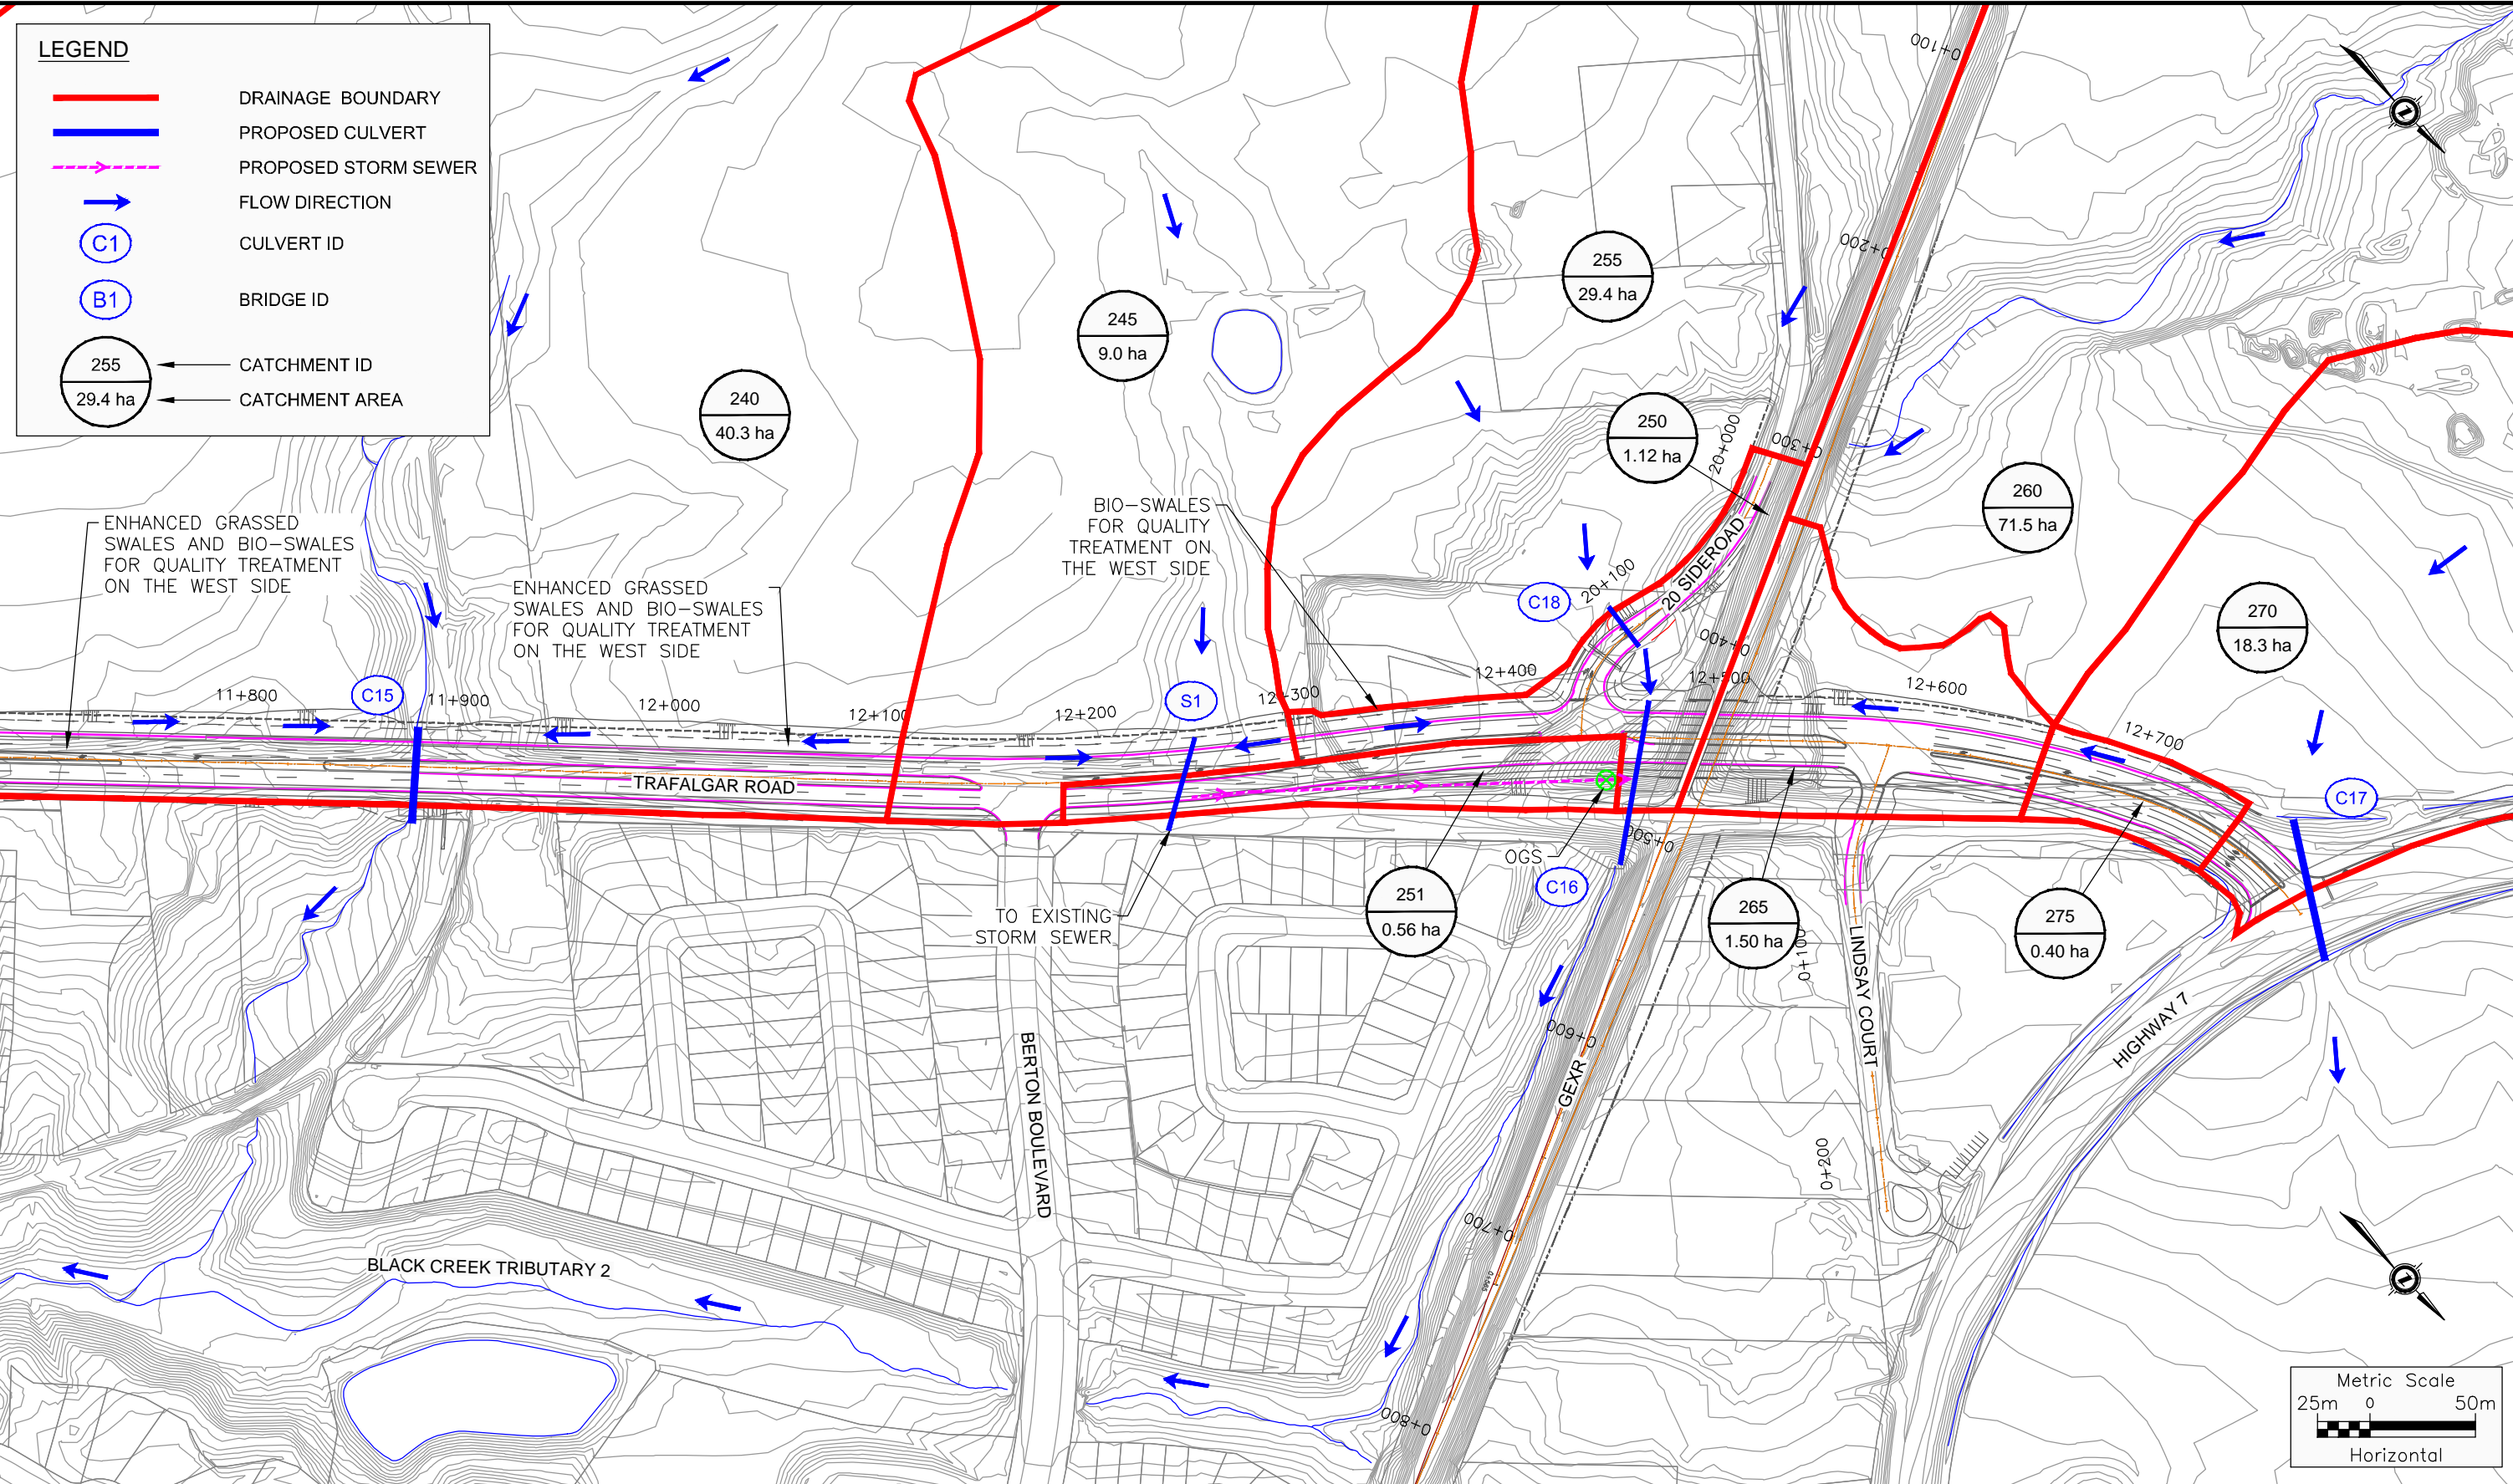 LEGEND
DRAINAGE BOUNDARY
PROPOSED CULVERT
PROPOSED STORM SEWER
FLOW DIRECTION
C1
CULVERT ID
B1
BRIDGE ID
255
29.4 ha
CATCHMENT ID
CATCHMENT AREA
0+100
0+200
255
29.4 ha
245
9.0 ha
240
40.3 ha
250
1.12 ha
20+000
0+300
260
71.5 ha
ENHANCED GRASSED
SWALES AND BIO-SWALES
FOR QUALITY TREATMENT
ON THE WEST SIDE
ENHANCED GRASSED
SWALES AND BIO-SWALES
FOR QUALITY TREATMENT
ON THE WEST SIDE
BIO-SWALES
FOR QUALITY
TREATMENT ON
THE WEST SIDE
C18
20+100
20 SIDEROAD
0+400
270
18.3 ha
11+800
C15
11+900
12+000
12+100
12+200
S1
12+300
12+400
12+500
12+600
12+700
TRAFALGAR ROAD
C17
0+500
OGS
C16
251
0.56 ha
265
1.50 ha
275
0.40 ha
TO EXISTING
STORM SEWER
0+100
LINDSAY COURT
HIGHWAY 7
BERTON BOULEVARD
0+600
GEXR
0+200
0+700
BLACK CREEK TRIBUTARY 2
0+800
Metric Scale
25m 0 50m
Horizontal